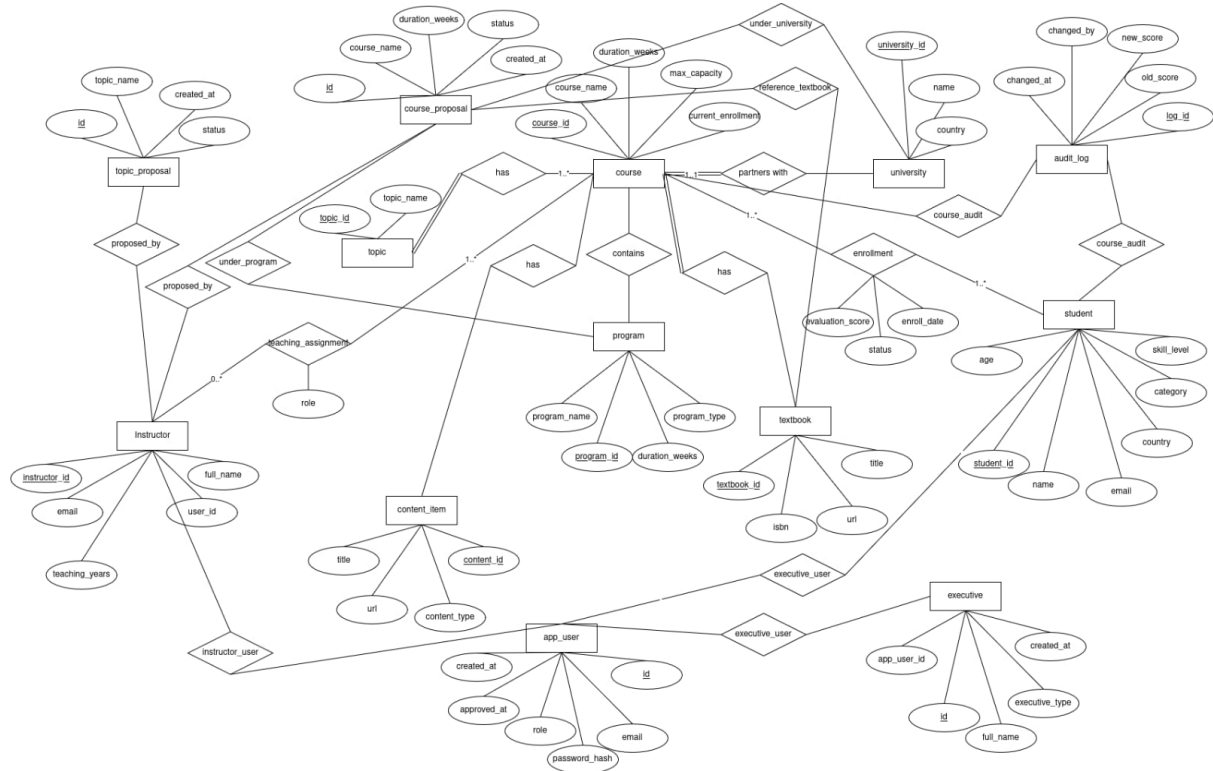 duration_weeks
status
under_university
changed_by
new_score
course_name
created_at
duration_weeks
university_id
topic_name
created_at
id
course_proposal
course_name
max_capacity
reference_textbook
name
changed_at
old_score
id
status
course_id
current_enrollment
country
log_id
topic_proposal
has
1..*
course
1..1
partners with
university
audit_log
topic_id
topic_name
1..*
course_audit
proposed_by
topic
has
contains
has
enrollment
course_audit
under_program
1..*
proposed_by
1..*
evaluation_score
enroll_date
student
teaching_assignment
program
status
age
skill_level
0..*
role
category
program_name
program_type
Instructor
program_id
duration_weeks
textbook
country
instructor_id
full_name
student_id
title
email
user_id
textbook_id
name
email
content_item
isbn
url
teaching_years
title
content_id
url
content_type
executive_user
executive
instructor_user
app_user
executive_user
created_at
id
app_user_id
created_at
approved_at
role
email
id
executive_type
password_hash
full_name